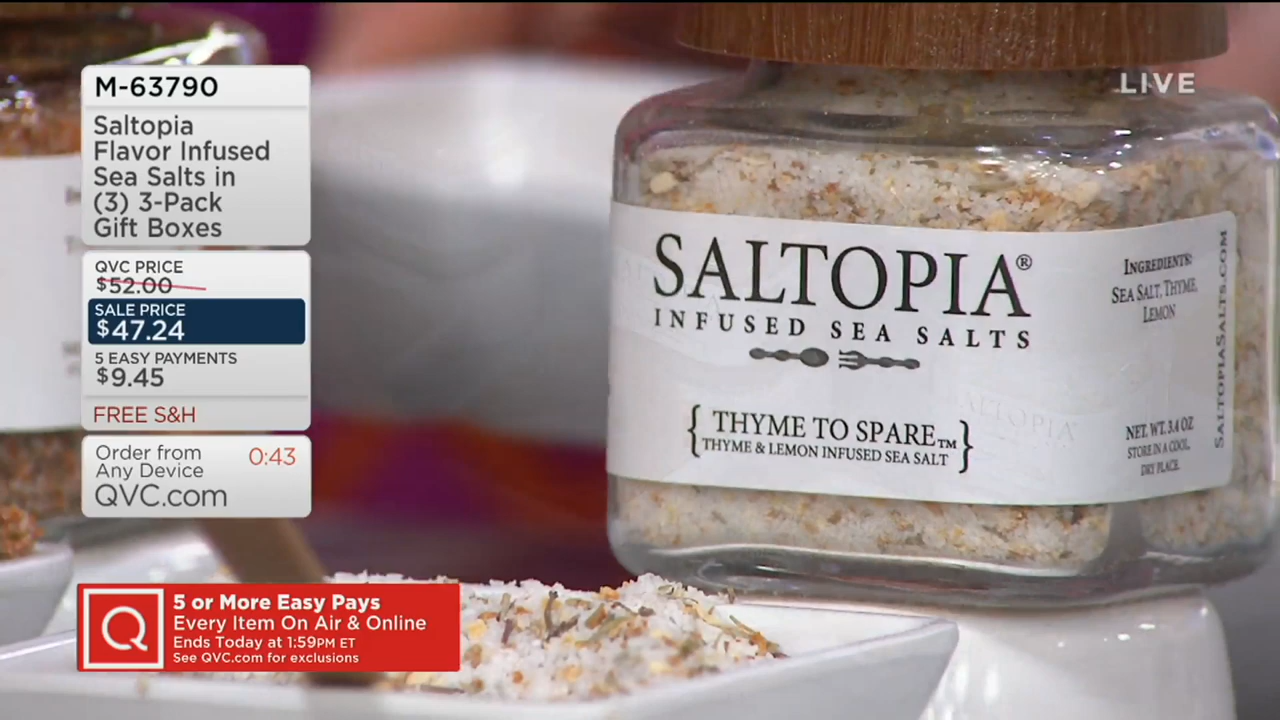 M-63790
Saltopia
Flavor Infused
Sea Salts in
(3) 3-Pack
Gift Boxes
QVC PRICE
$52.00
SALE PRICE
$47.24
5 EASY PAYMENTS
$9.45
FREE S&H
Order from
Any Device
0:43
QVC.com
Q
5 or More Easy Pays
Every Item On Air & Online
Ends Today at 1:59PM ET
See QVC.com for exclusions
LIVE
SALTOPIA®
INFUSED SEA SALTS
{ THYME TO SPARE™ }
THYME & LEMON INFUSED SEA SALT
INGREDIENTS:
SEA SALT, THYME,
LEMON
NET. WT. 3.4 OZ
STORE IN A COOL,
DRY PLACE.
SALTOPIASALTS.COM